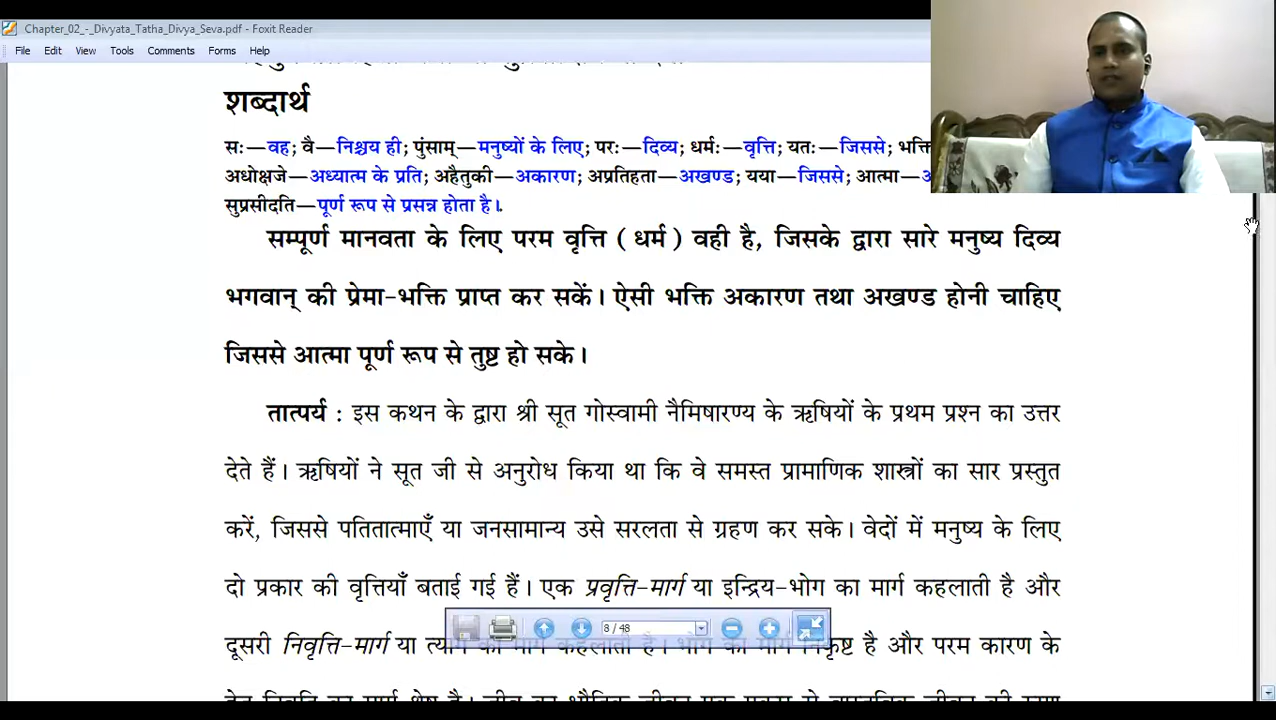 Chapter_02_-_Divyata_Tatha_Divya_Seva.pdf - Foxit Reader
File Edit View Tools Comments Forms Help
शब्दार्थ
सः—वह; वै—निश्चय ही; पुंसाम्—मनुष्यों के लिए; परः—दिव्य; धर्मः—वृत्ति; यतः—जिससे;
अधोक्षजे—अध्यात्म के प्रति; अहैतुकी—अकारण; अप्रतिहता—अखण्ड; यया—जिससे; आत्मा—
सुप्रसीदति—पूर्ण रूप से प्रसन्न होता है।.
सम्पूर्ण मानवता के लिए परम वृत्ति (धर्म) वही है, जिसके द्वारा सारे मनुष्य दिव्य
भगवान् की प्रेमा-भक्ति प्राप्त कर सकें। ऐसी भक्ति अकारण तथा अखण्ड होनी चाहिए
जिससे आत्मा पूर्ण रूप से तुष्ट हो सके।
तात्पर्य : इस कथन के द्वारा श्री सूत गोस्वामी नैमिषारण्य के ऋषियों के प्रथम प्रश्न का उत्तर
देते हैं। ऋषियों ने सूत जी से अनुरोध किया था कि वे समस्त प्रामाणिक शास्त्रों का सार प्रस्तुत
करें, जिससे पतितात्माएँ या जनसामान्य उसे सरलता से ग्रहण कर सके। वेदों में मनुष्य के लिए
दो प्रकार की वृत्तियाँ बताई गई हैं। एक प्रवृत्ति-मार्ग या इन्द्रिय-भोग का मार्ग कहलाती है और
8 / 48
दूसरी निवृत्ति-मार्ग या त्याग का मार्ग कहलाती है। भोग का मार्ग निकृष्ट है और परम कारण के